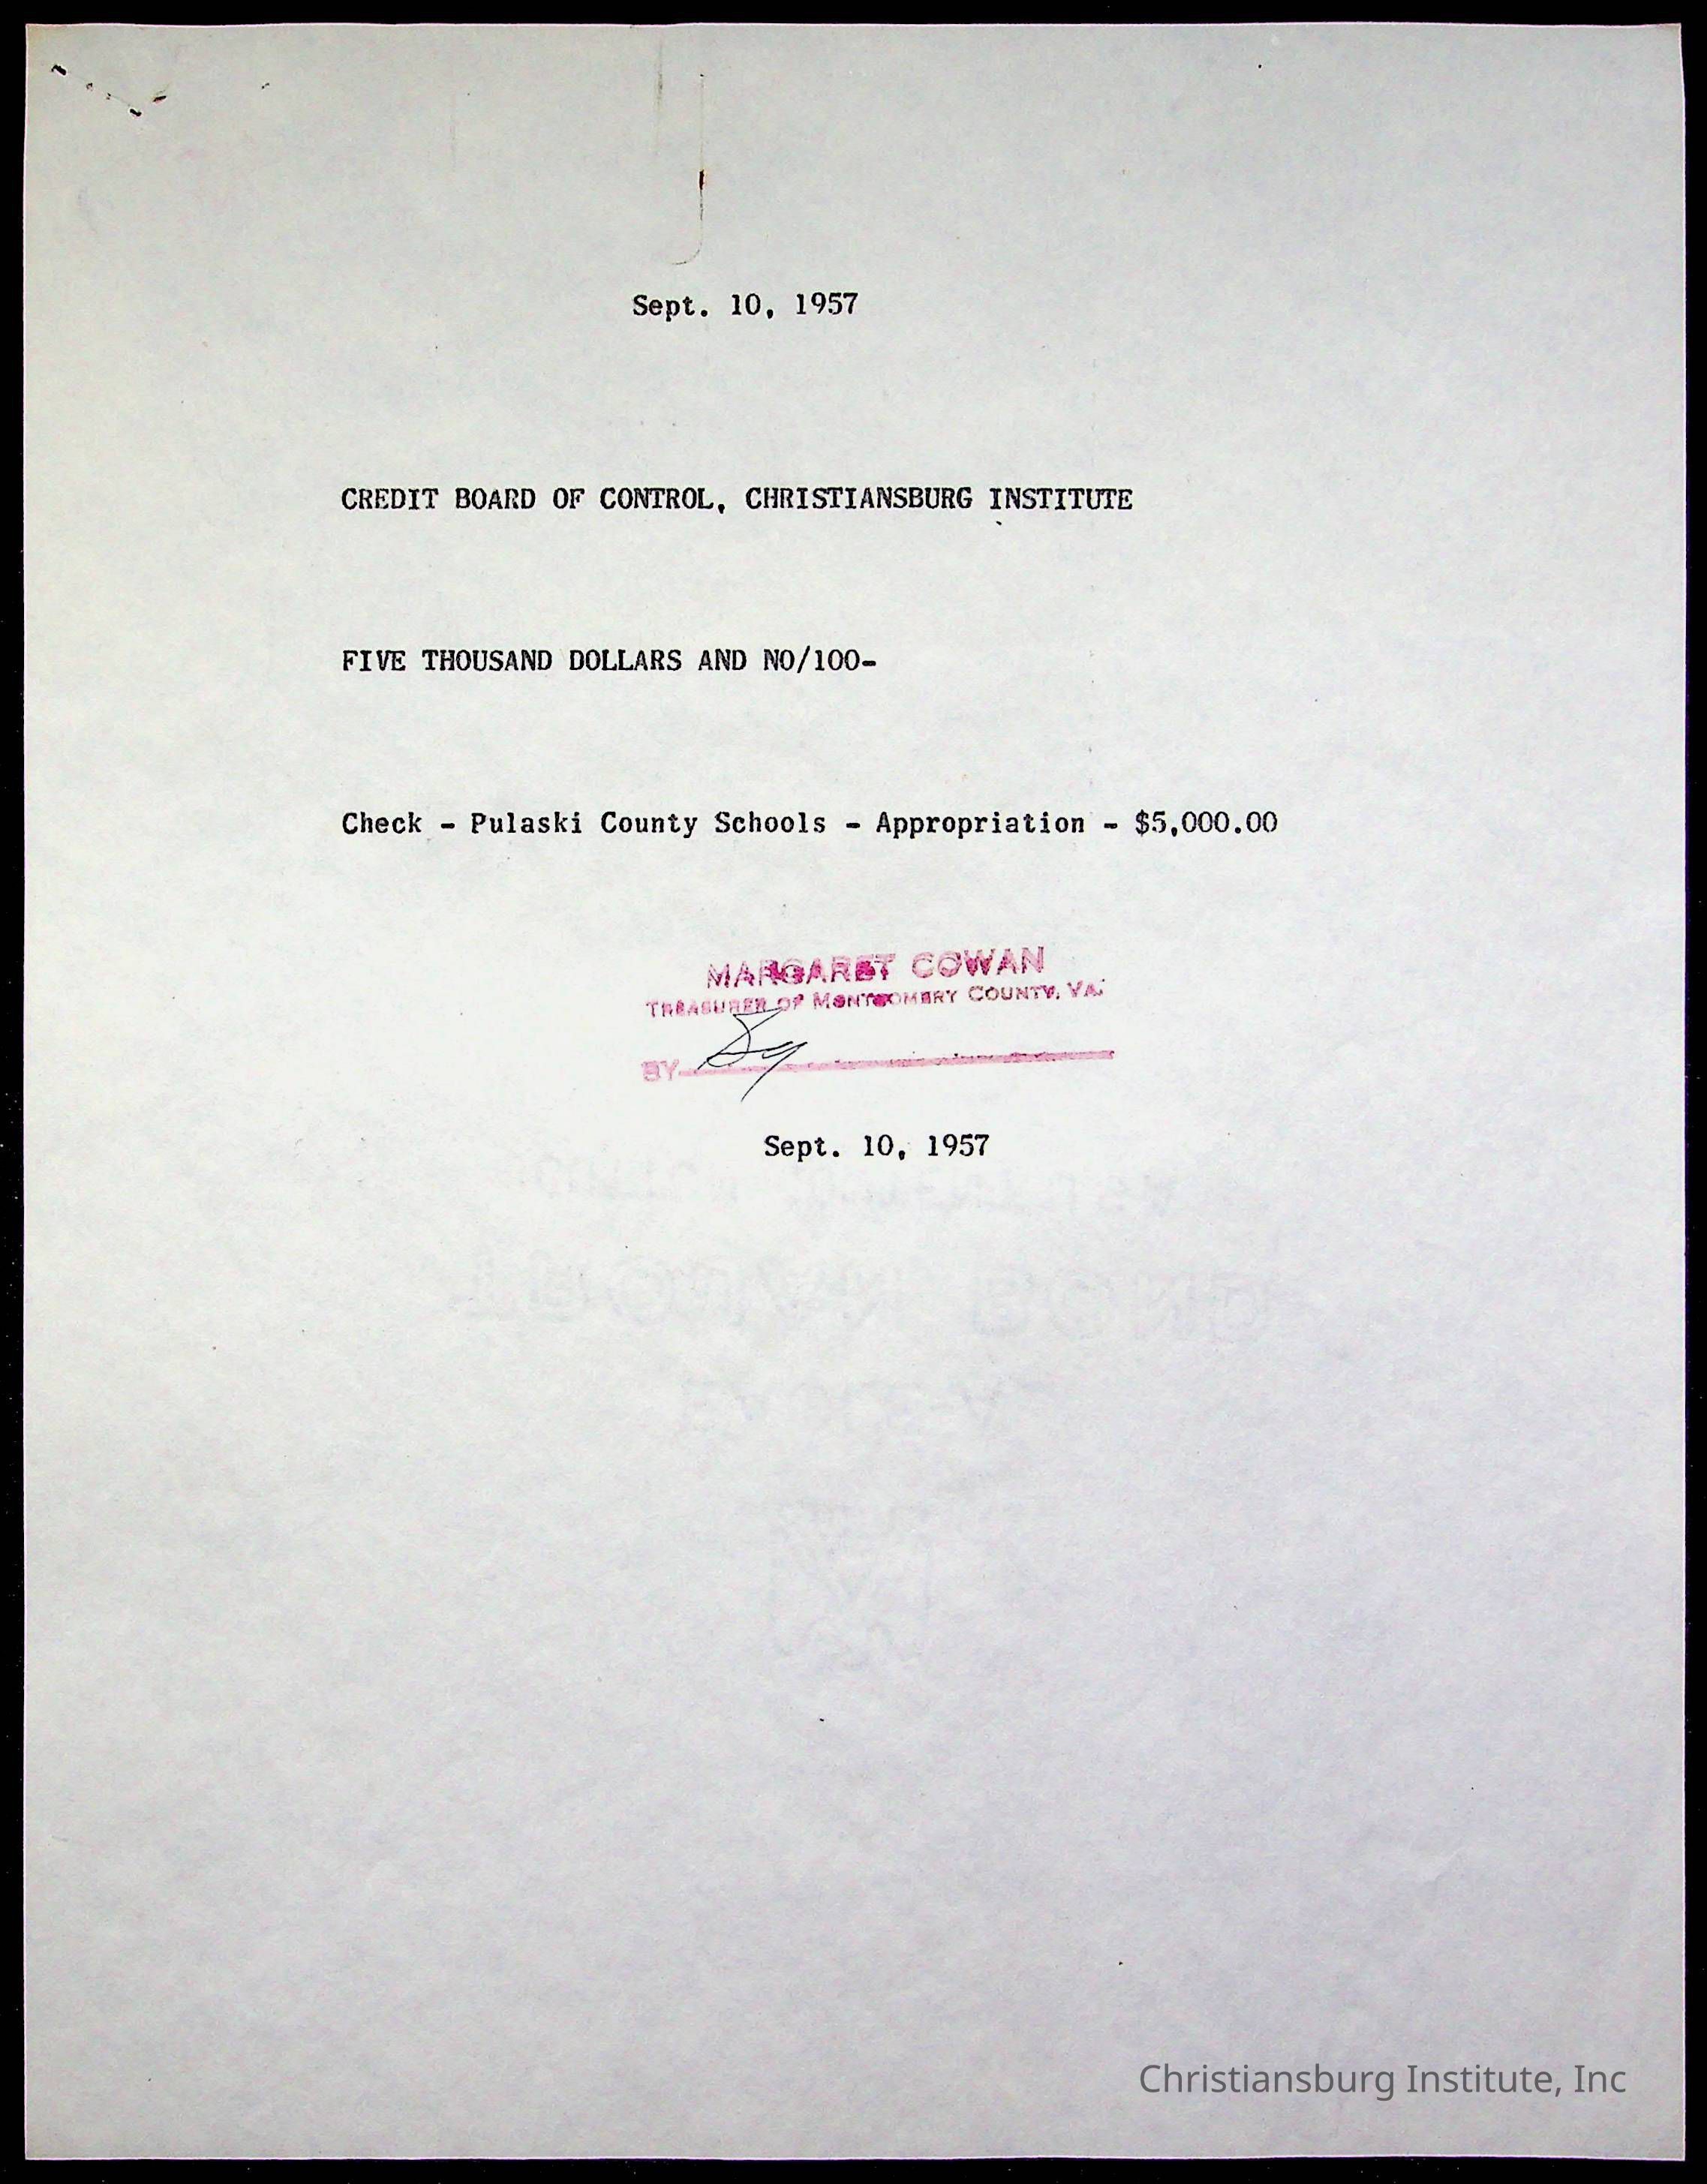 Sept. 10, 1957
CREDIT BOARD OF CONTROL, CHRISTIANSBURG INSTITUTE
FIVE THOUSAND DOLLARS AND NO/100-
Check - Pulaski County Schools - Appropriation - $5,000.00
MARGARET COWAN
TREASURER OF MONTGOMERY COUNTY, VA.
BY
Sept. 10, 1957
Christiansburg Institute, Inc